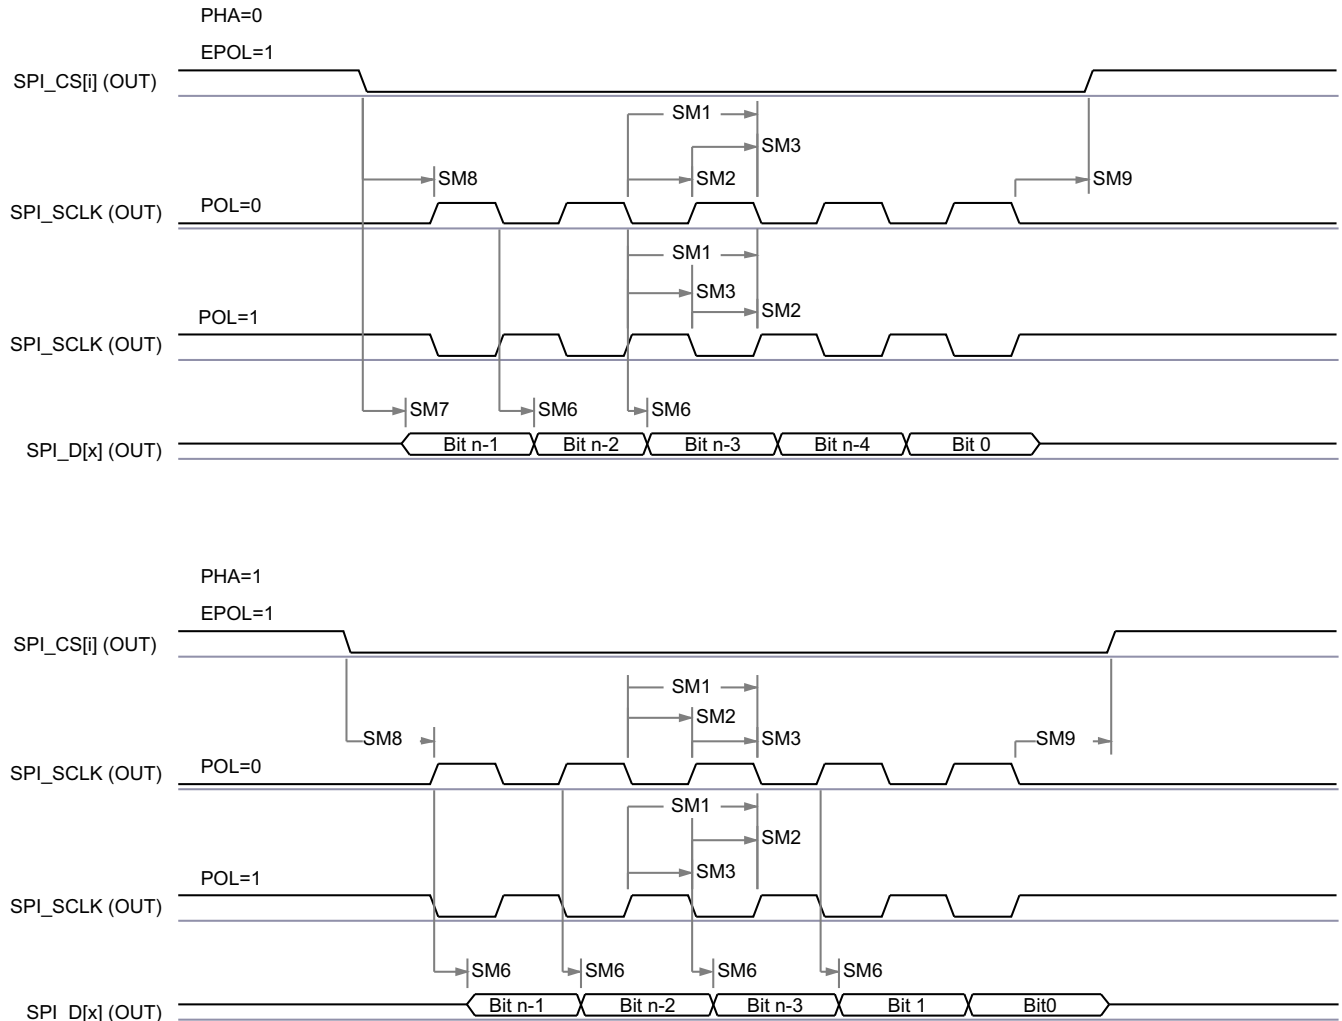 PHA=0
EPOL=1
SPI_CS[i] (OUT)
SM1
SM3
SM8
SM2
SM9
SPI_SCLK (OUT)
POL=0
SM1
SM3
SM2
POL=1
SPI_SCLK (OUT)
SM7
SM6
SM6
SPI_D[x] (OUT)
Bit n-1
Bit n-2
Bit n-3
Bit n-4
Bit 0
PHA=1
EPOL=1
SPI_CS[i] (OUT)
SM1
SM2
SM8
SM3
SM9
SPI_SCLK (OUT)
POL=0
SM1
SM2
SM3
POL=1
SPI_SCLK (OUT)
SM6
SM6
SM6
SM6
SPI_D[x] (OUT)
Bit n-1
Bit n-2
Bit n-3
Bit 1
Bit0